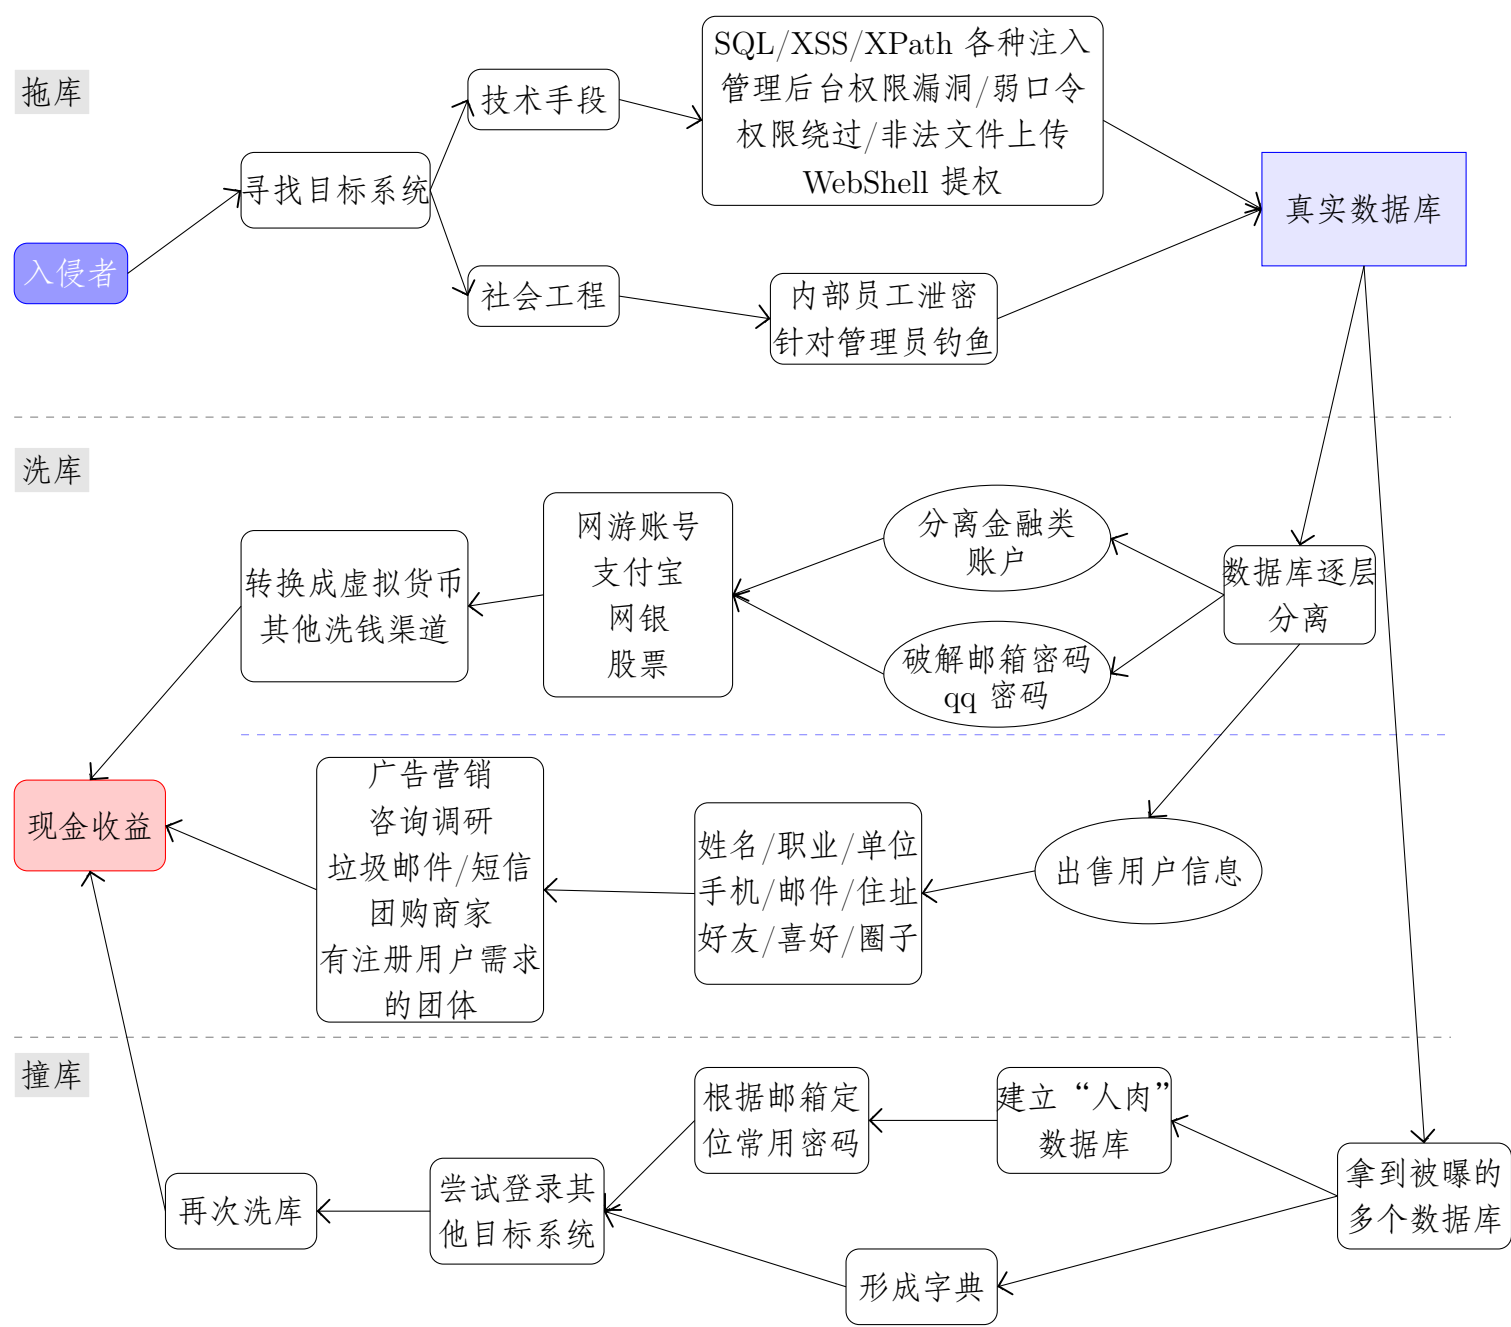 拖库
入侵者
寻找目标系统
技术手段
社会工程
SQL/XSS/XPath 各种注入
管理后台权限漏洞/弱口令
权限绕过/非法文件上传
WebShell 提权
内部员工泄密
针对管理员钓鱼
真实数据库
洗库
数据库逐层
分离
分离金融类
账户
破解邮箱密码
qq 密码
网游账号
支付宝
网银
股票
转换成虚拟货币
其他洗钱渠道
现金收益
出售用户信息
姓名/职业/单位
手机/邮件/住址
好友/喜好/圈子
广告营销
咨询调研
垃圾邮件/短信
团购商家
有注册用户需求
的团体
撞库
拿到被曝的
多个数据库
建立“人肉”
数据库
根据邮箱定
位常用密码
形成字典
尝试登录其
他目标系统
再次洗库